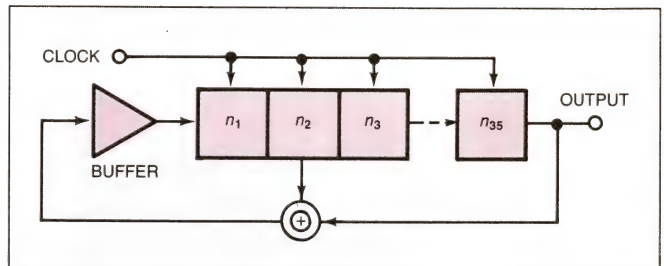 CLOCK
OUTPUT
n₁ n₂ n₃ n₃₅
BUFFER
+